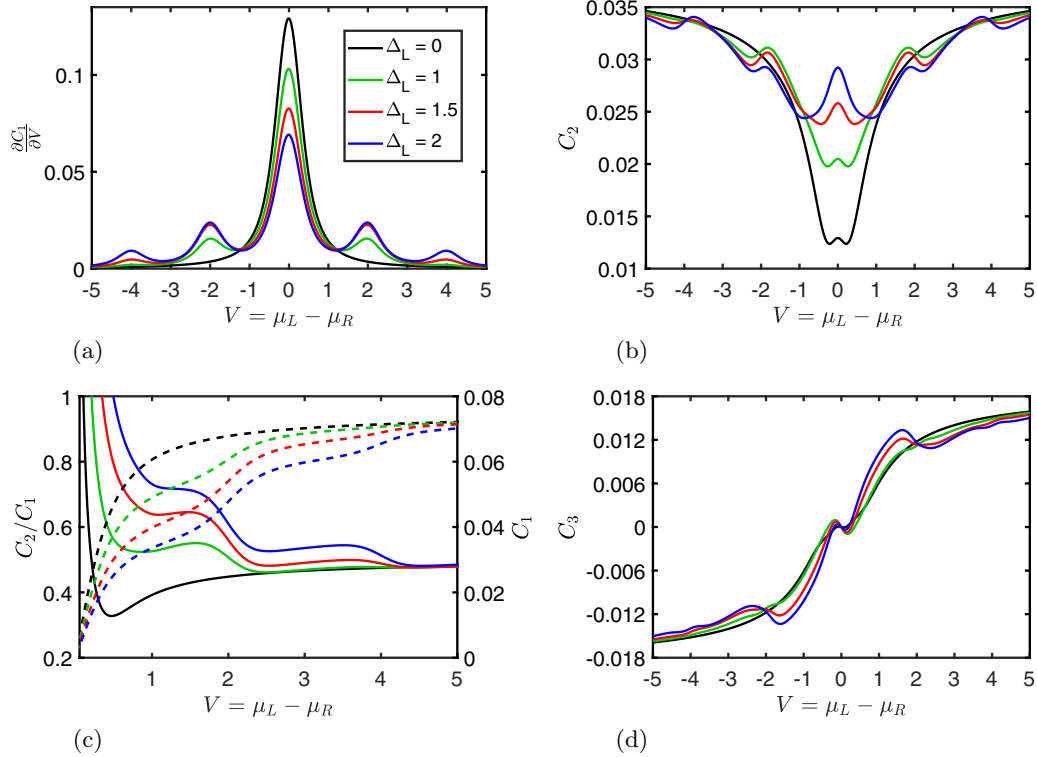 0.1
0.05
0
∂C₁/∂V
Δ_L = 0
Δ_L = 1
Δ_L = 1.5
Δ_L = 2
-5 -4 -3 -2 -1 0 1 2 3 4 5
V = μ_L − μ_R
(a)
0.035
0.03
0.025
0.02
0.015
0.01
C₂
-5 -4 -3 -2 -1 0 1 2 3 4 5
V = μ_L − μ_R
(b)
1
0.8
0.6
0.4
0.2
C₂/C₁
0.08
0.06
0.04
0.02
0
C₁
1 2 3 4 5
V = μ_L − μ_R
(c)
0.018
0.012
0.006
0
-0.006
-0.012
-0.018
C₃
-5 -4 -3 -2 -1 0 1 2 3 4 5
V = μ_L − μ_R
(d)